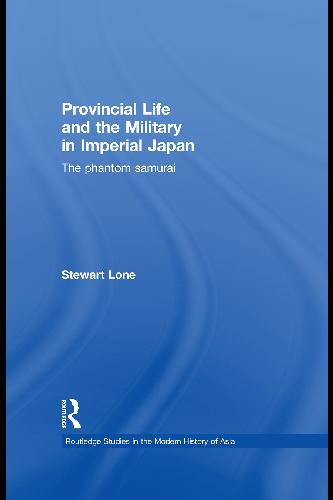 Provincial Life
and the Military
in Imperial Japan
The phantom samurai
Stewart Lone
ROUTLEDGE
Routledge Studies in the Modern History of Asia